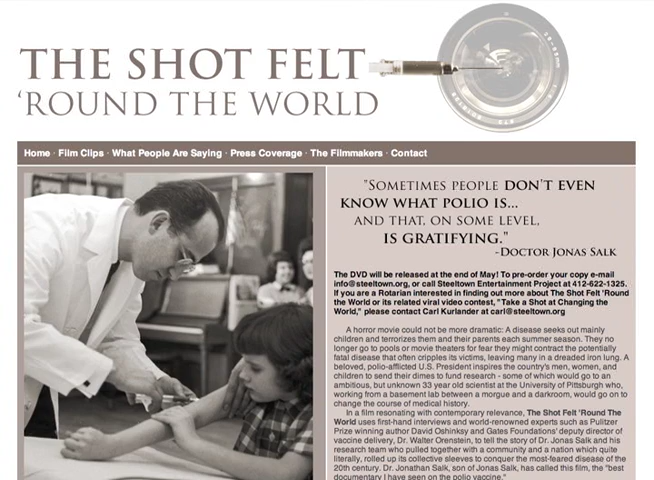 THE SHOT FELT
‘ROUND THE WORLD
Home · Film Clips · What People Are Saying · Press Coverage · The Filmmakers · Contact
"SOMETIMES PEOPLE DON'T EVEN
KNOW WHAT POLIO IS...
AND THAT, ON SOME LEVEL,
IS GRATIFYING."
~DOCTOR JONAS SALK
The DVD will be released at the end of May! To pre-order your copy e-mail
info@steeltown.org, or call Steeltown Entertainment Project at 412-622-1325.
If you are a Rotarian interested in finding out more about The Shot Felt 'Round
the World or its related viral video contest, "Take a Shot at Changing the
World," please contact Carl Kurlander at carl@steeltown.org
A horror movie could not be more dramatic: A disease seeks out mainly
children and terrorizes them and their parents each summer season. They no
longer go to pools or movie theaters for fear they might contract the potentially
fatal disease that often cripples its victims, leaving many in a dreaded iron lung. A
beloved, polio-afflicted U.S. President inspires the country's men, women, and
children to send their dimes to fund research - some of which would go to an
ambitious, but unknown 33 year old scientist at the University of Pittsburgh who,
working from a basement lab between a morgue and a darkroom, would go on to
change the course of medical history.
In a film resonating with contemporary relevance, The Shot Felt 'Round The
World uses first-hand interviews and world-renowned experts such as Pulitzer
Prize winning author David Oshinksy and Gates Foundations' deputy director of
vaccine delivery, Dr. Walter Orenstein, to tell the story of Dr. Jonas Salk and his
research team who pulled together with a community and a nation which quite
literally, rolled up its collective sleeves to conquer the most-feared disease of the
20th century. Dr. Jonathan Salk, son of Jonas Salk, has called this film, the "best
documentary I have seen on the polio vaccine."